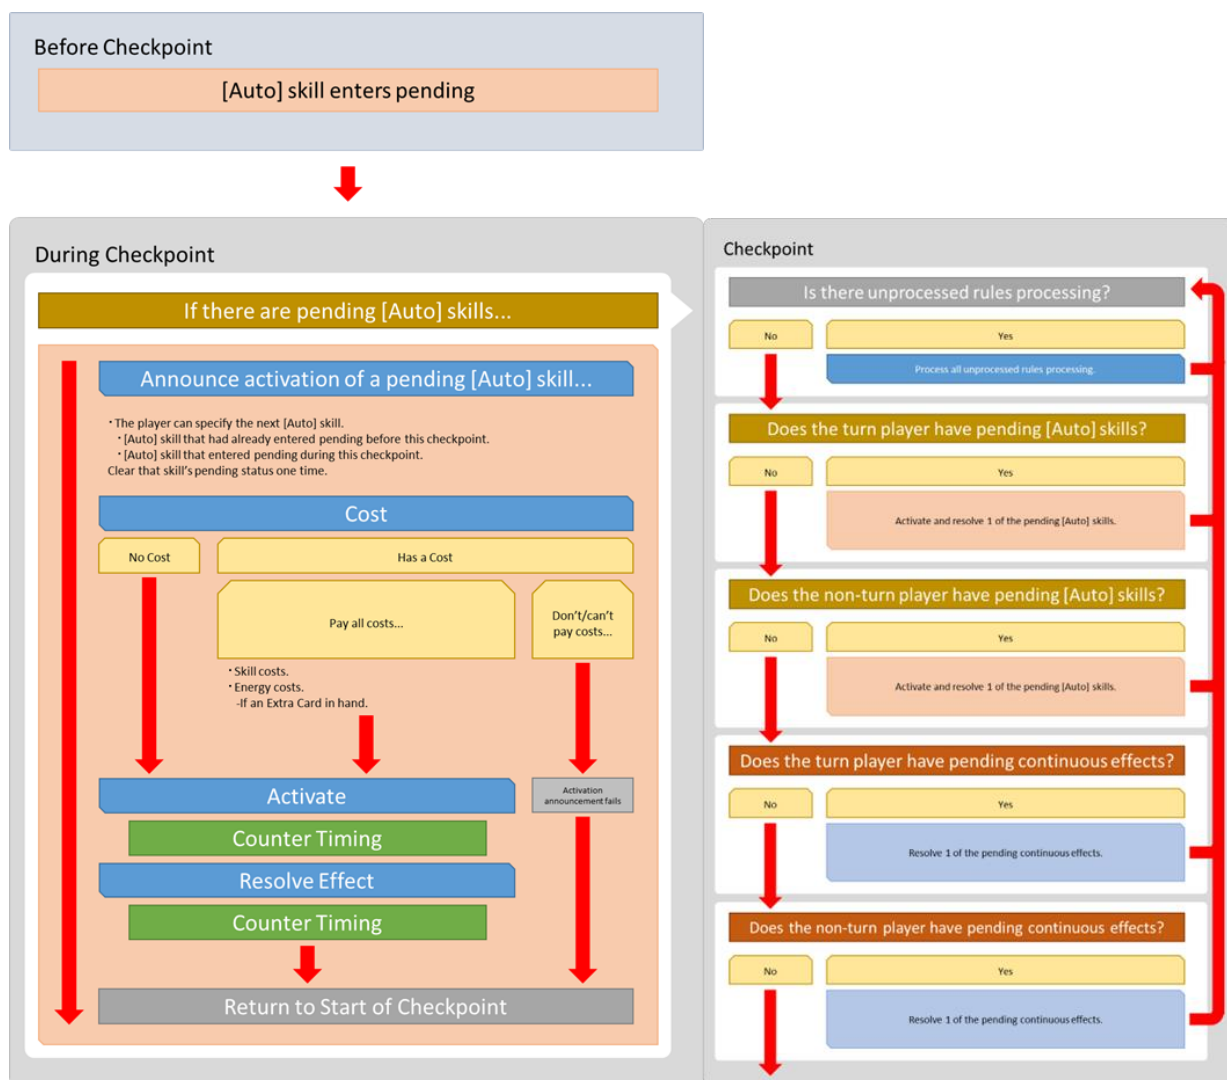 Before Checkpoint
[Auto] skill enters pending
During Checkpoint
If there are pending [Auto] skills...
Announce activation of a pending [Auto] skill...
・The player can specify the next [Auto] skill.
・[Auto] skill that had already entered pending before this checkpoint.
・[Auto] skill that entered pending during this checkpoint.
Clear that skill's pending status one time.
Cost
No Cost
Has a Cost
Pay all costs...
Don't/can't
pay costs...
・Skill costs.
・Energy costs.
-If an Extra Card in hand.
Activate
Activation
announcement fails
Counter Timing
Resolve Effect
Counter Timing
Return to Start of Checkpoint
Checkpoint
Is there unprocessed rules processing?
No
Yes
Process all unprocessed rules processing.
Does the turn player have pending [Auto] skills?
No
Yes
Activate and resolve 1 of the pending [Auto] skills.
Does the non-turn player have pending [Auto] skills?
No
Yes
Activate and resolve 1 of the pending [Auto] skills.
Does the turn player have pending continuous effects?
No
Yes
Resolve 1 of the pending continuous effects.
Does the non-turn player have pending continuous effects?
No
Yes
Resolve 1 of the pending continuous effects.